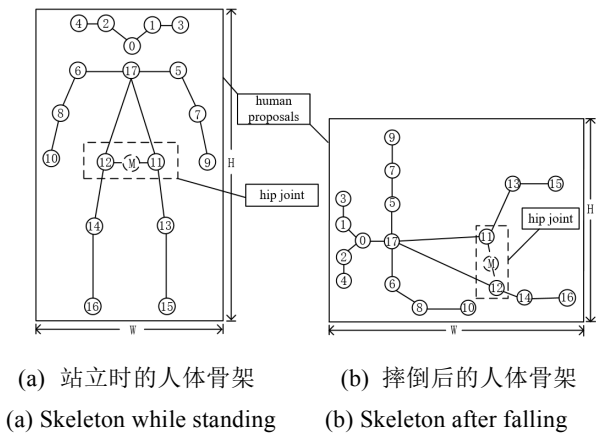 4 2 1 3
0
6 17 5
8 7
10 12 M 11 9
14 13
16 15
H
W
human
proposals
hip joint
9
7
3 5 13 15
1
0 17 11
2 M
4 6 12 14 16
8 10
hip joint
H
W
(a) 站立时的人体骨架 (b) 摔倒后的人体骨架
(a) Skeleton while standing (b) Skeleton after falling